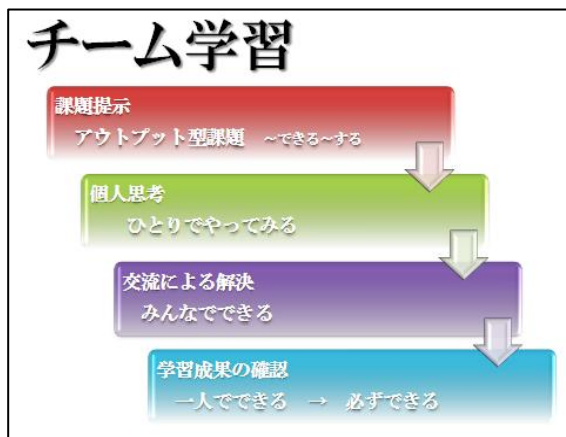 チーム学習
課題提示
アウトプット型課題　～できる～する
個人思考
ひとりでやってみる
交流による解決
みんなでできる
学習成果の確認
一人でできる　→　必ずできる